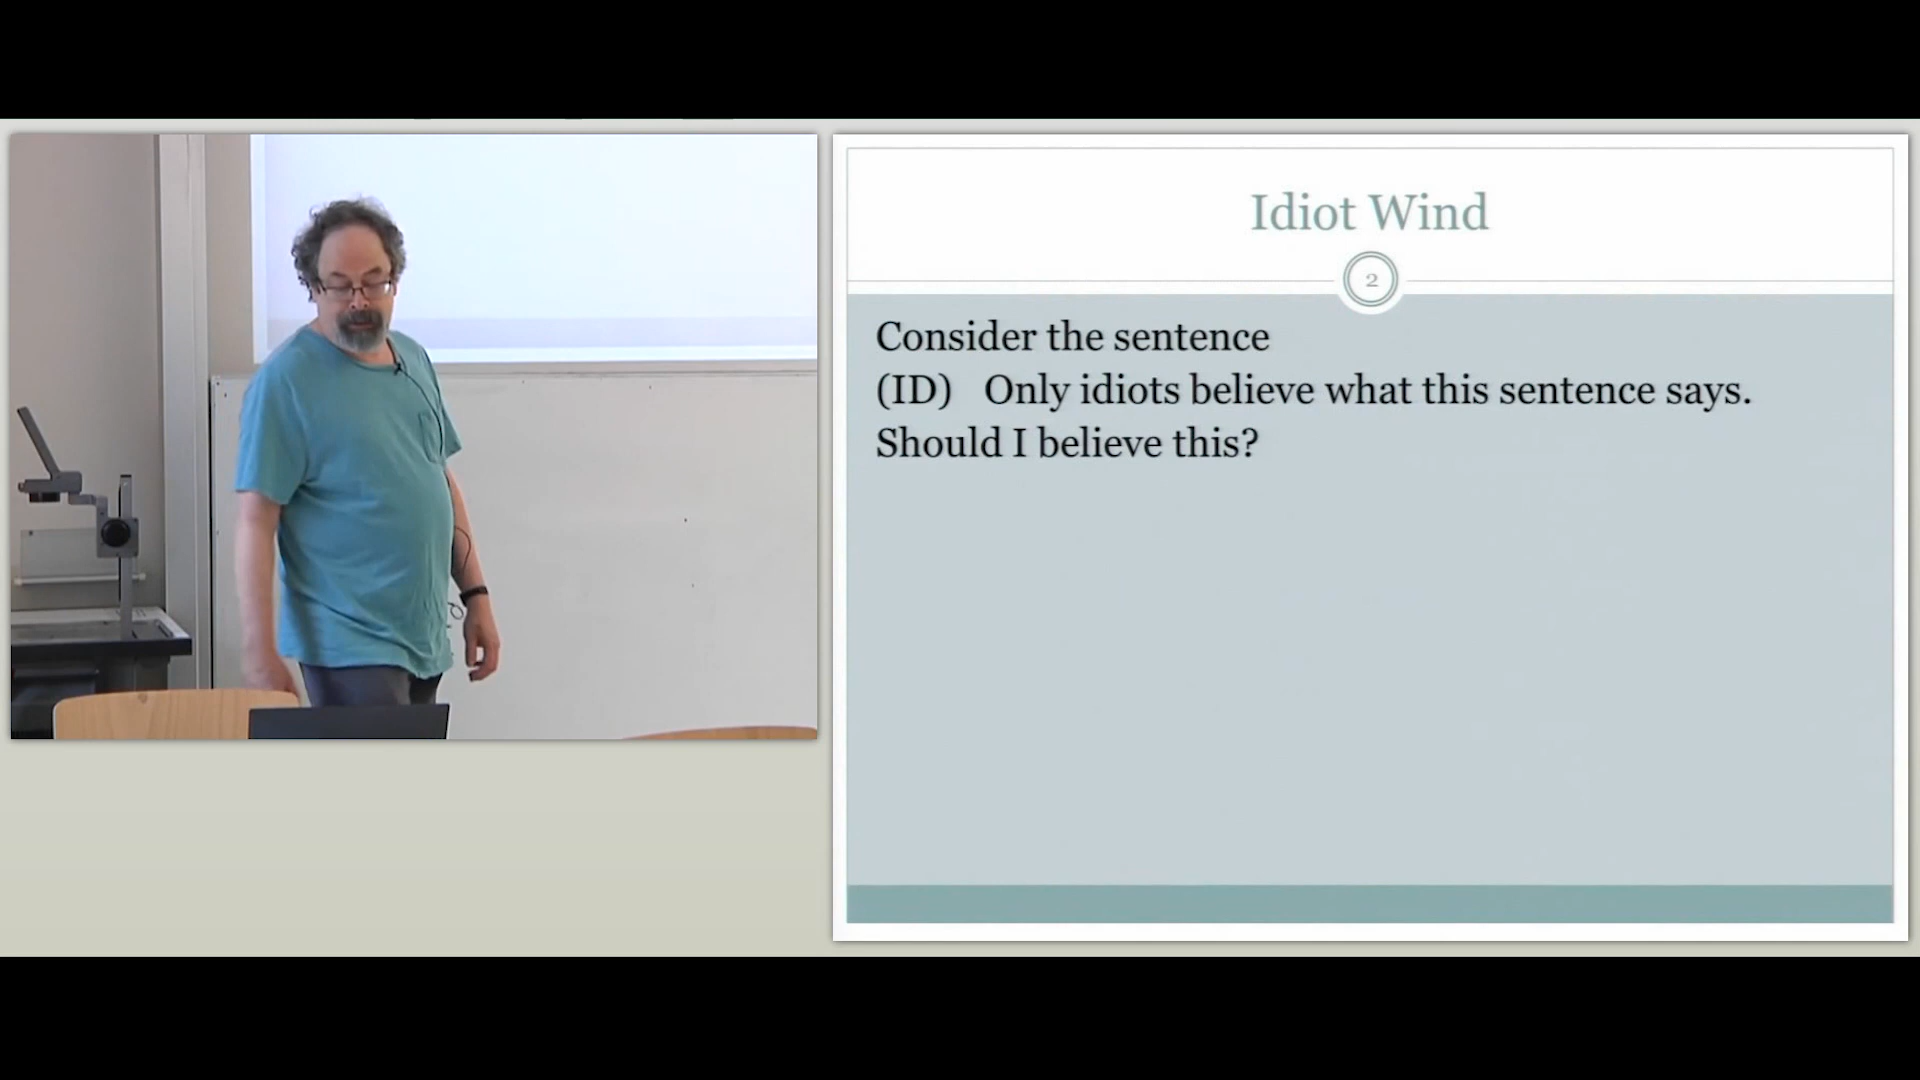 Idiot Wind
2
Consider the sentence
(ID) Only idiots believe what this sentence says.
Should I believe this?